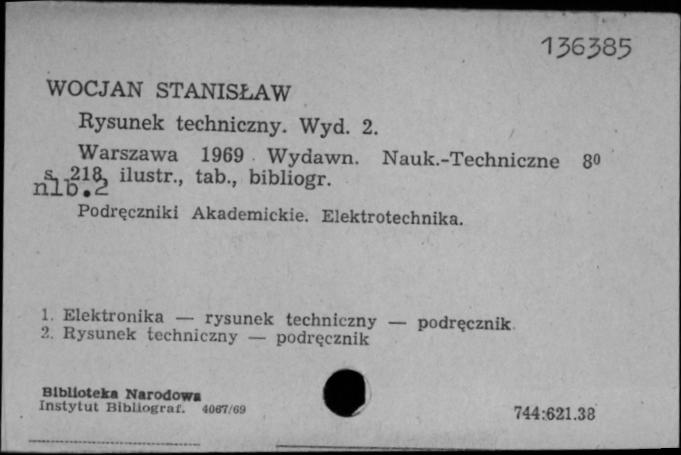 136385
WOCJAN STANISŁAW
Rysunek techniczny. Wyd. 2.
Warszawa 1969 Wydawn. Nauk.-Techniczne 8⁰
s. 218, ilustr., tab., bibliogr.
nlb.2
Podręczniki Akademickie. Elektrotechnika.
1. Elektronika — rysunek techniczny — podręcznik
2. Rysunek techniczny — podręcznik
Biblioteka Narodowa
Instytut Bibliograf. 4067/69
744:621.38